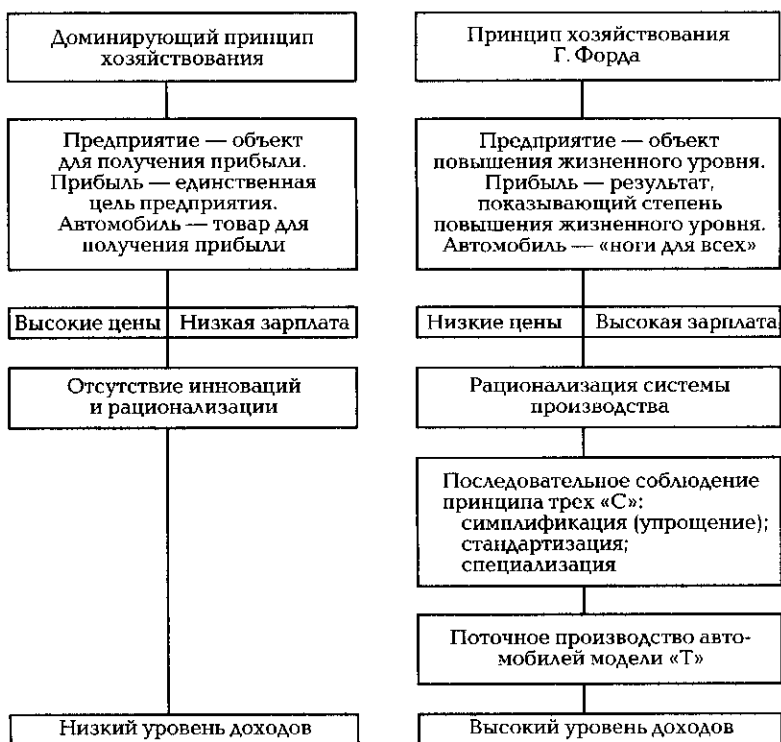 Доминирующий принцип
хозяйствования
Предприятие — объект
для получения прибыли.
Прибыль — единственная
цель предприятия.
Автомобиль — товар для
получения прибыли
Высокие цены
Низкая зарплата
Отсутствие инноваций
и рационализации
Низкий уровень доходов
Принцип хозяйствования
Г. Форда
Предприятие — объект
повышения жизненного уровня.
Прибыль — результат,
показывающий степень
повышения жизненного уровня.
Автомобиль — «ноги для всех»
Низкие цены
Высокая зарплата
Рационализация системы
производства
Последовательное соблюдение
принципа трех «С»:
симплификация (упрощение);
стандартизация;
специализация
Поточное производство авто-
мобилей модели «Т»
Высокий уровень доходов